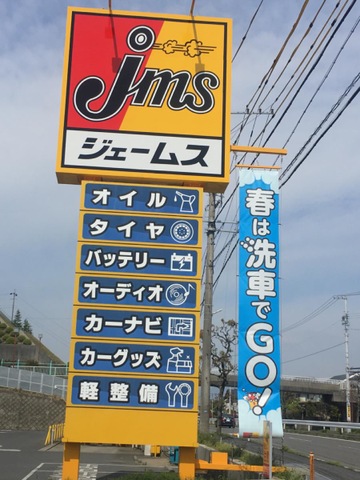 jms
ジェームス
オイル
タイヤ
バッテリー
オーディオ
カーナビ
カーグッズ
軽整備
春は洗車でGO!